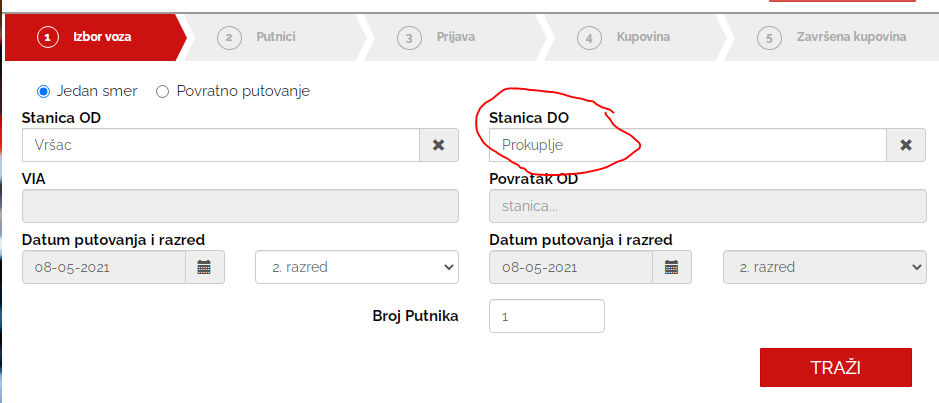 1 Izbor voza 2 Putnici 3 Prijava 4 Kupovina 5 Završena kupovina
Jedan smer Povratno putovanje
Stanica OD Stanica DO
Vršac Prokuplje
VIA Povratak OD
stanica...
Datum putovanja i razred Datum putovanja i razred
08-05-2021 2. razred 08-05-2021 2. razred
Broj Putnika 1
TRAŽI